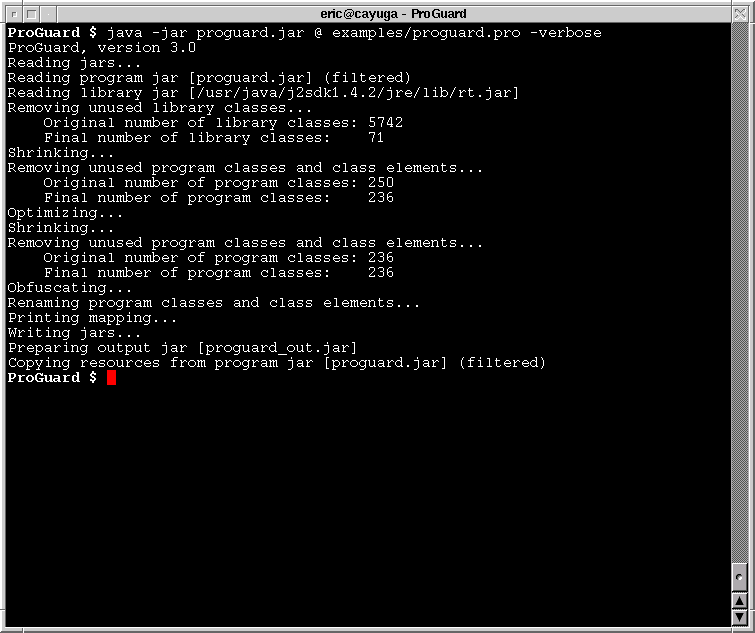 eric@cayuga - ProGuard
ProGuard $ java -jar proguard.jar @ examples/proguard.pro -verbose
ProGuard, version 3.0
Reading jars...
Reading program jar [proguard.jar] (filtered)
Reading library jar [/usr/java/j2sdk1.4.2/jre/lib/rt.jar]
Removing unused library classes...
    Original number of library classes: 5742
    Final number of library classes:    71
Shrinking...
Removing unused program classes and class elements...
    Original number of program classes: 250
    Final number of program classes:    236
Optimizing...
Shrinking...
Removing unused program classes and class elements...
    Original number of program classes: 236
    Final number of program classes:    236
Obfuscating...
Renaming program classes and class elements...
Printing mapping...
Writing jars...
Preparing output jar [proguard_out.jar]
Copying resources from program jar [proguard.jar] (filtered)
ProGuard $